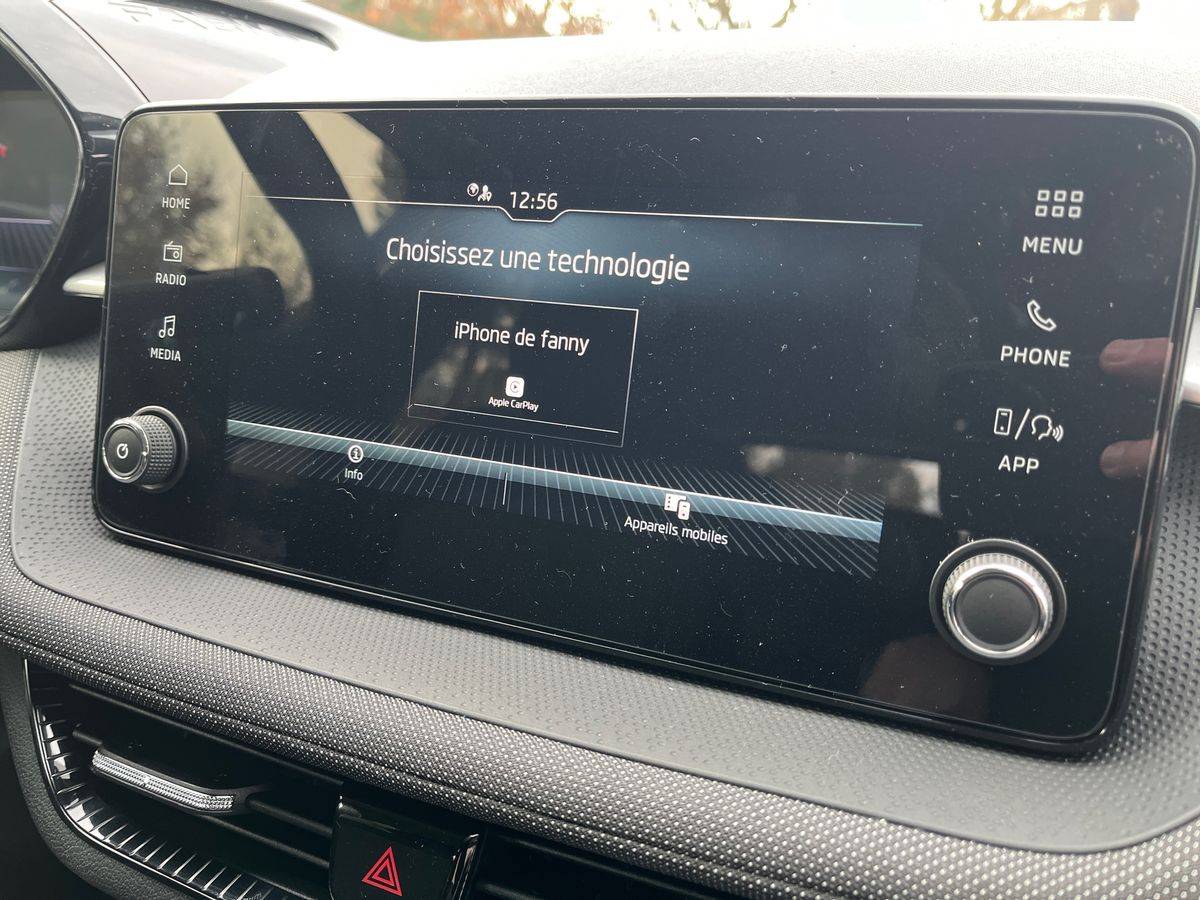 12:56
HOME
RADIO
MEDIA
Choisissez une technologie
iPhone de fanny
Apple CarPlay
Info
Appareils mobiles
MENU
PHONE
APP